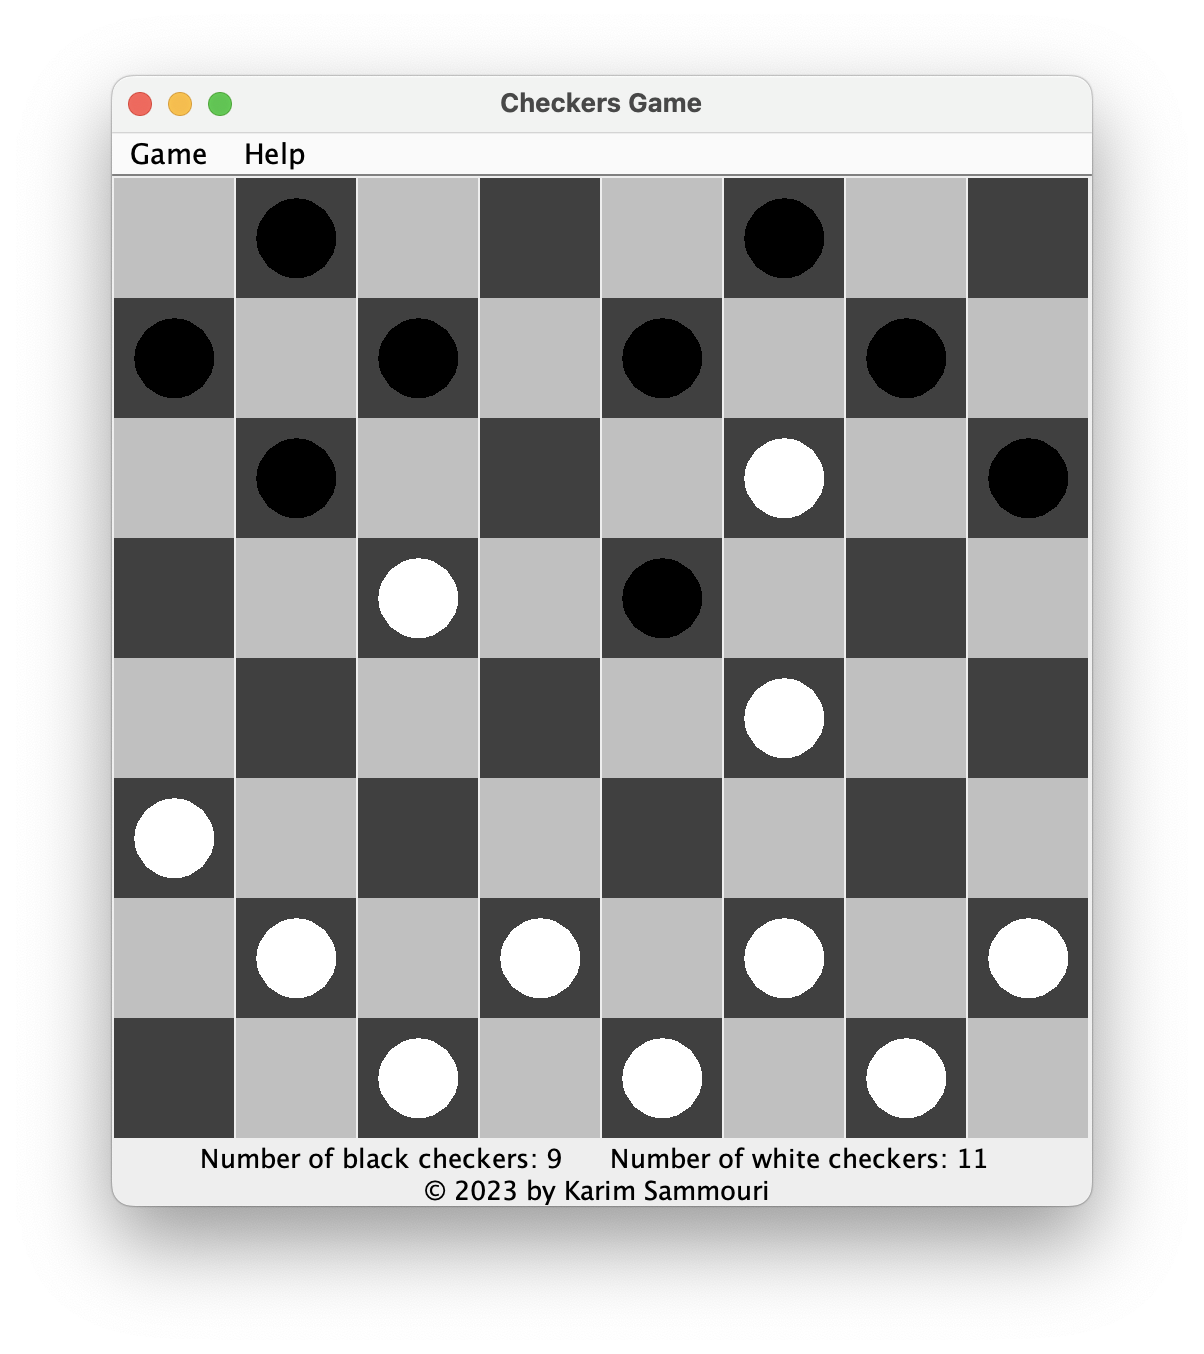 Checkers Game
Game Help
Number of black checkers: 9 Number of white checkers: 11
© 2023 by Karim Sammouri